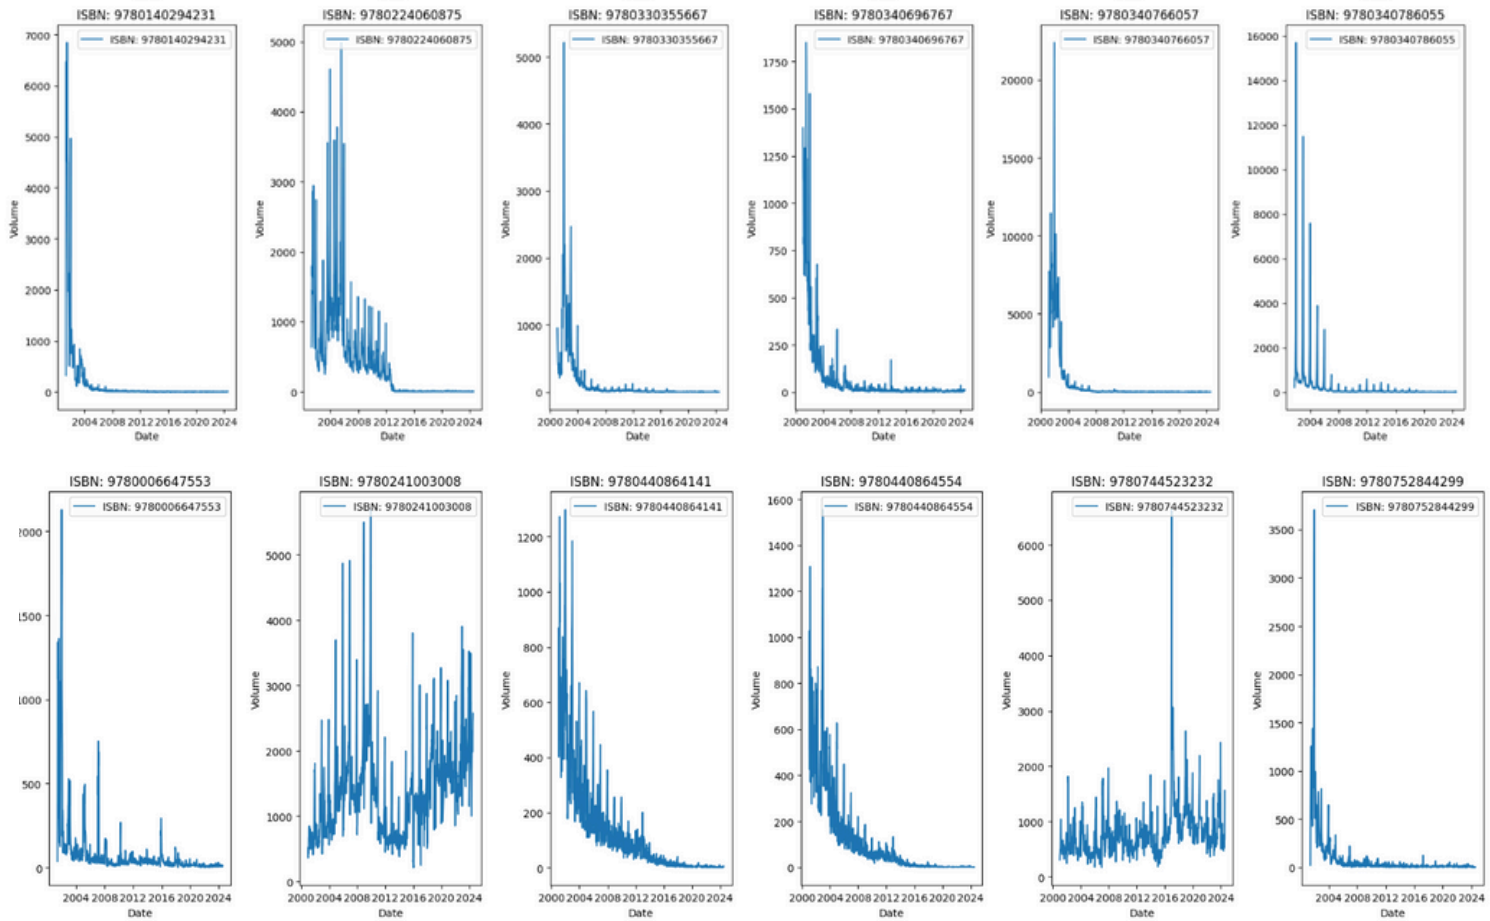 ISBN: 9780140294231
ISBN: 9780140294231
7000
6000
5000
4000
3000
2000
1000
0
Volume
2004 2008 2012 2016 2020 2024
Date
ISBN: 9780224060875
ISBN: 9780224060875
5000
4000
3000
2000
1000
0
Volume
2004 2008 2012 2016 2020 2024
Date
ISBN: 9780330355667
ISBN: 9780330355667
5000
4000
3000
2000
1000
0
Volume
2000 2004 2008 2012 2016 2020 2024
Date
ISBN: 9780340696767
ISBN: 9780340696767
1750
1500
1250
1000
750
500
250
0
Volume
2000 2004 2008 2012 2016 2020 2024
Date
ISBN: 9780340766057
ISBN: 9780340766057
20000
15000
10000
5000
0
Volume
2000 2004 2008 2012 2016 2020 2024
Date
ISBN: 9780340786055
ISBN: 9780340786055
16000
14000
12000
10000
8000
6000
4000
2000
0
Volume
2004 2008 2012 2016 2020 2024
Date
ISBN: 9780006647553
ISBN: 9780006647553
2000
1500
1000
500
0
2004 2008 2012 2016 2020 2024
Date
ISBN: 9780241003008
ISBN: 9780241003008
5000
4000
3000
2000
1000
0
Volume
2004 2008 2012 2016 2020 2024
Date
ISBN: 9780440864141
ISBN: 9780440864141
1200
1000
800
600
400
200
0
Volume
2000 2004 2008 2012 2016 2020 2024
Date
ISBN: 9780440864554
ISBN: 9780440864554
1600
1400
1200
1000
800
600
400
200
0
Volume
2000 2004 2008 2012 2016 2020 2024
Date
ISBN: 9780744523232
ISBN: 9780744523232
6000
5000
4000
3000
2000
1000
0
Volume
2000 2004 2008 2012 2016 2020 2024
Date
ISBN: 9780752844299
ISBN: 9780752844299
3500
3000
2500
2000
1500
1000
500
0
Volume
2004 2008 2012 2016 2020 2024
Date